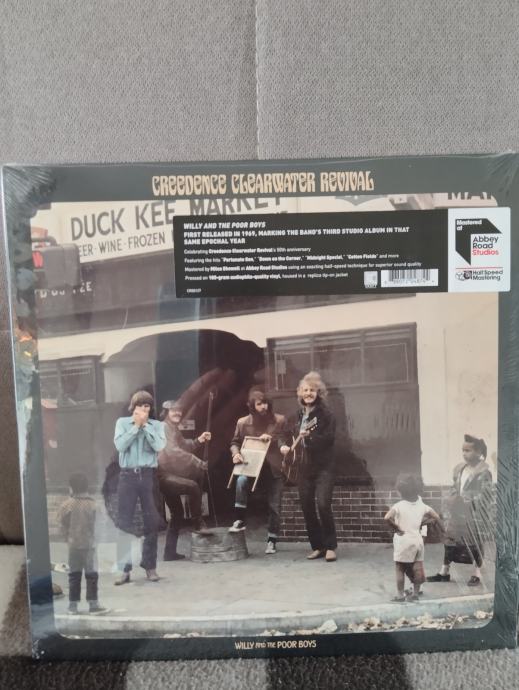 CREEDENCE CLEARWATER REVIVAL
DUCK KEE MARKET
BEER·WINE·FROZEN
WILLY AND THE POOR BOYS
FIRST RELEASED IN 1969, MARKING THE BAND'S THIRD STUDIO ALBUM IN THAT
SAME EPOCHAL YEAR
Celebrating Creedence Clearwater Revival's 50th anniversary
Featuring the hits "Fortunate Son," "Down on the Corner," "Midnight Special," "Cotton Fields" and more
Mastered by Miles Showell at Abbey Road Studios using an exacting half-speed technique for superior sound quality
Pressed on 180-gram audiophile-quality vinyl, housed in a replica tip-on jacket
Mastered at
Abbey
Road
Studios
Half Speed
Mastering
WILLY AND THE POOR BOYS